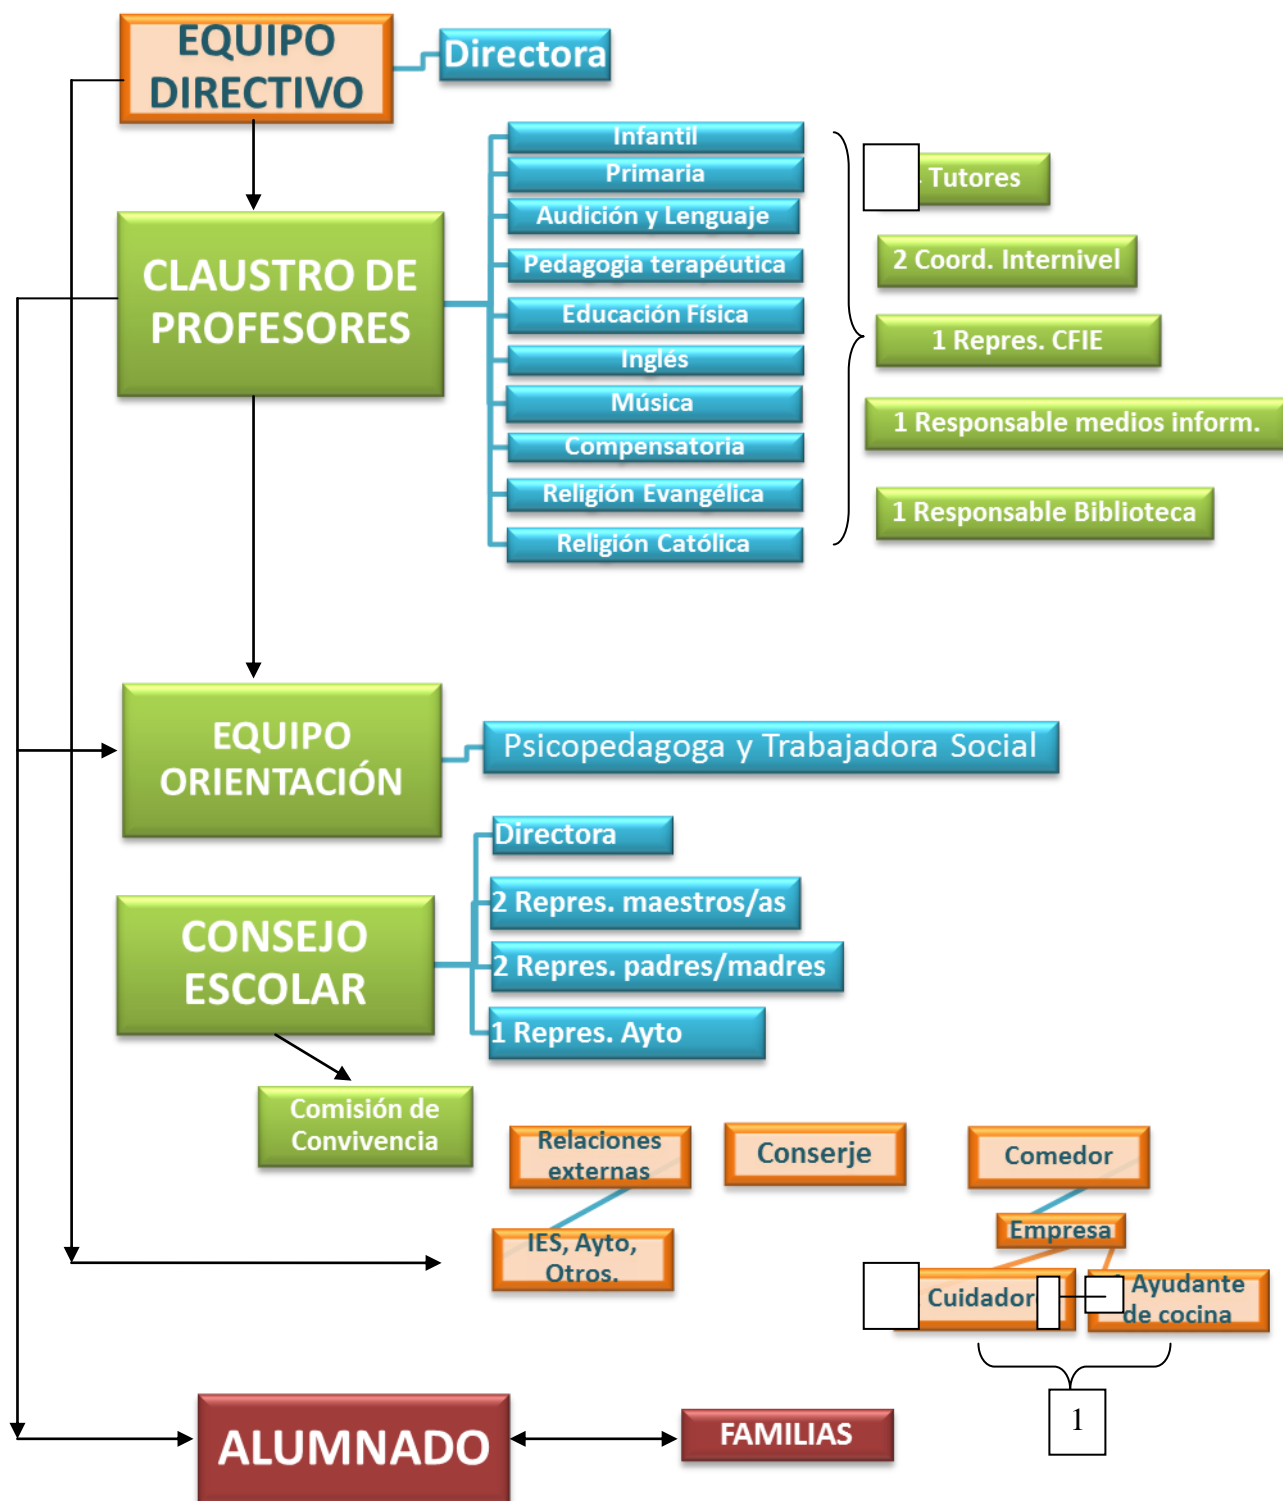 EQUIPO
DIRECTIVO
Directora
CLAUSTRO DE
PROFESORES
Infantil
Primaria
Audición y Lenguaje
Pedagogia terapéutica
Educación Física
Inglés
Música
Compensatoria
Religión Evangélica
Religión Católica
Tutores
2 Coord. Internivel
1 Repres. CFIE
1 Responsable medios inform.
1 Responsable Biblioteca
EQUIPO
ORIENTACIÓN
Psicopedagoga y Trabajadora Social
CONSEJO
ESCOLAR
Directora
2 Repres. maestros/as
2 Repres. padres/madres
1 Repres. Ayto
Comisión de
Convivencia
Relaciones
externas
IES, Ayto,
Otros.
Conserje
Comedor
Empresa
Cuidador
Ayudante
de cocina
1
ALUMNADO
FAMILIAS